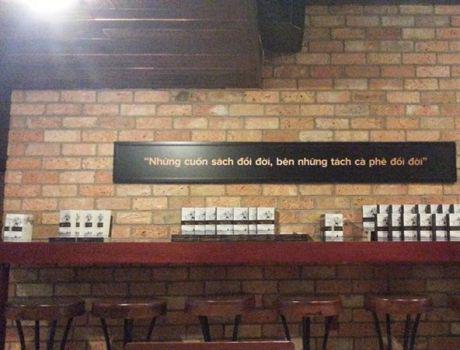 “Những cuốn sách đổi đời, bên những tách cà phê đổi đời”